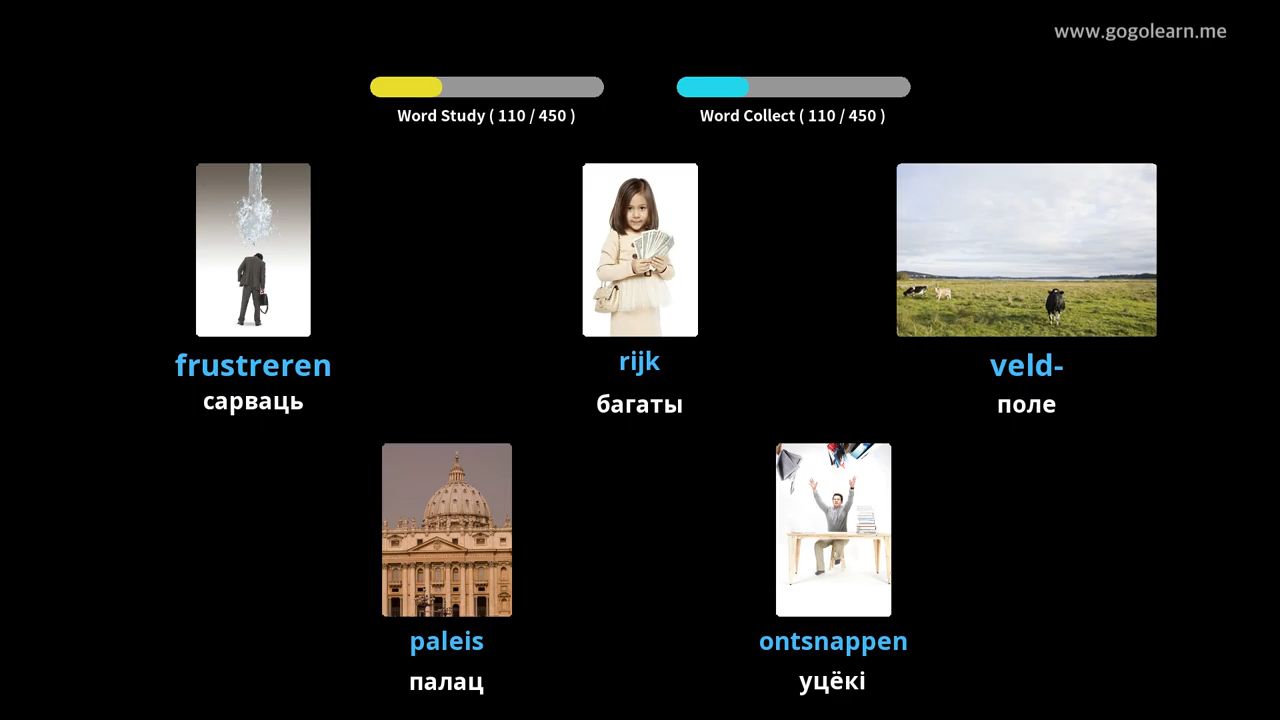 www.gogolearn.me
Word Study ( 110 / 450 )
Word Collect ( 110 / 450 )
frustreren
сарваць
rijk
багаты
veld-
поле
paleis
палац
ontsnappen
уцёкі